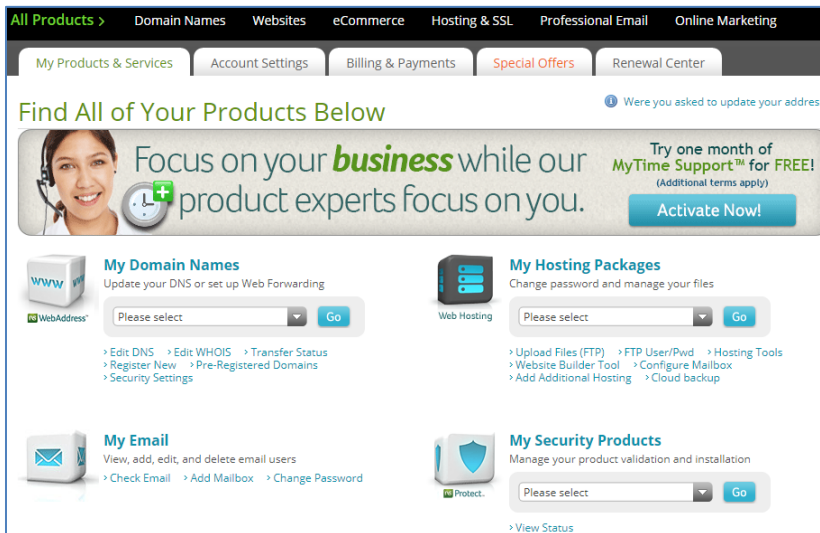 All Products > Domain Names Websites eCommerce Hosting & SSL Professional Email Online Marketing
My Products & Services Account Settings Billing & Payments Special Offers Renewal Center
Find All of Your Products Below
Were you asked to update your addres
Focus on your business while our
product experts focus on you.
Try one month of
MyTime Support™ for FREE!
(Additional terms apply)
Activate Now!
www ww
ns WebAddress™
My Domain Names
Update your DNS or set up Web Forwarding
Please select Go
› Edit DNS › Edit WHOIS › Transfer Status
› Register New › Pre-Registered Domains
› Security Settings
Web Hosting
My Hosting Packages
Change password and manage your files
Please select Go
› Upload Files (FTP) › FTP User/Pwd › Hosting Tools
› Website Builder Tool › Configure Mailbox
› Add Additional Hosting › Cloud backup
My Email
View, add, edit, and delete email users
› Check Email › Add Mailbox › Change Password
ns Protect.
My Security Products
Manage your product validation and installation
Please select Go
› View Status